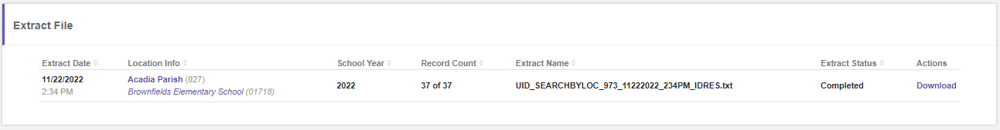 Extract File
Extract Date Location Info School Year Record Count Extract Name Extract Status Actions
11/22/2022 Acadia Parish (027) 2022 37 of 37 UID_SEARCHBYLOC_973_11222022_234PM_IDRES.txt Completed Download
2:34 PM Brownfields Elementary School (01718)